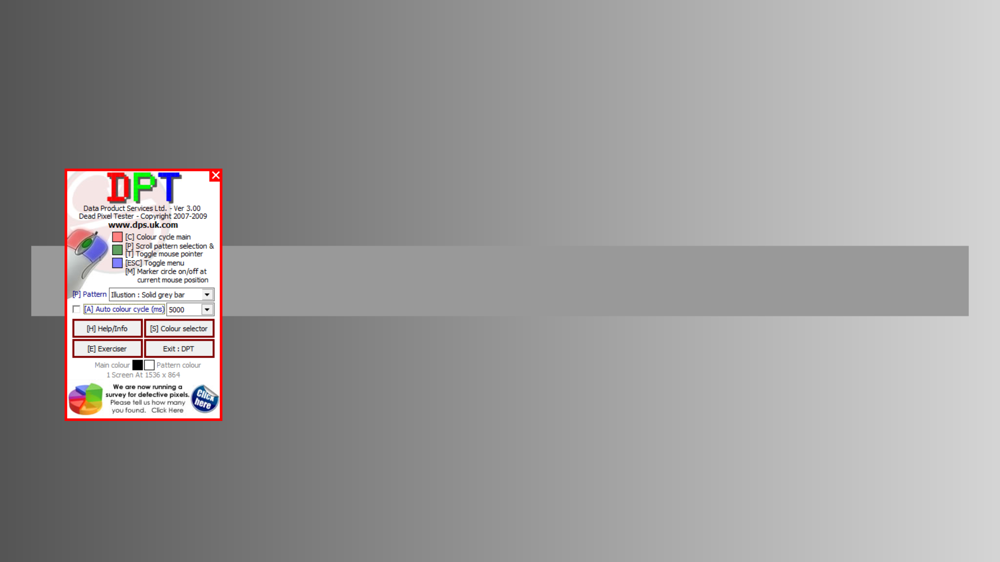 DPT
Data Product Services Ltd. - Ver 3.00
Dead Pixel Tester - Copyright 2007-2009
www.dps.uk.com
[C] Colour cycle main
[P] Scroll pattern selection &
[T] Toggle mouse pointer
[ESC] Toggle menu
[M] Marker circle on/off at
current mouse position
[P] Pattern Illustion : Solid grey bar
[A] Auto colour cycle (ms) 5000
[H] Help/Info [S] Colour selector
[E] Exerciser Exit : DPT
Main colour Pattern colour
1 Screen At 1536 x 864
We are now running a
survey for defective pixels.
Please tell us how many
you found. Click Here
Click
here